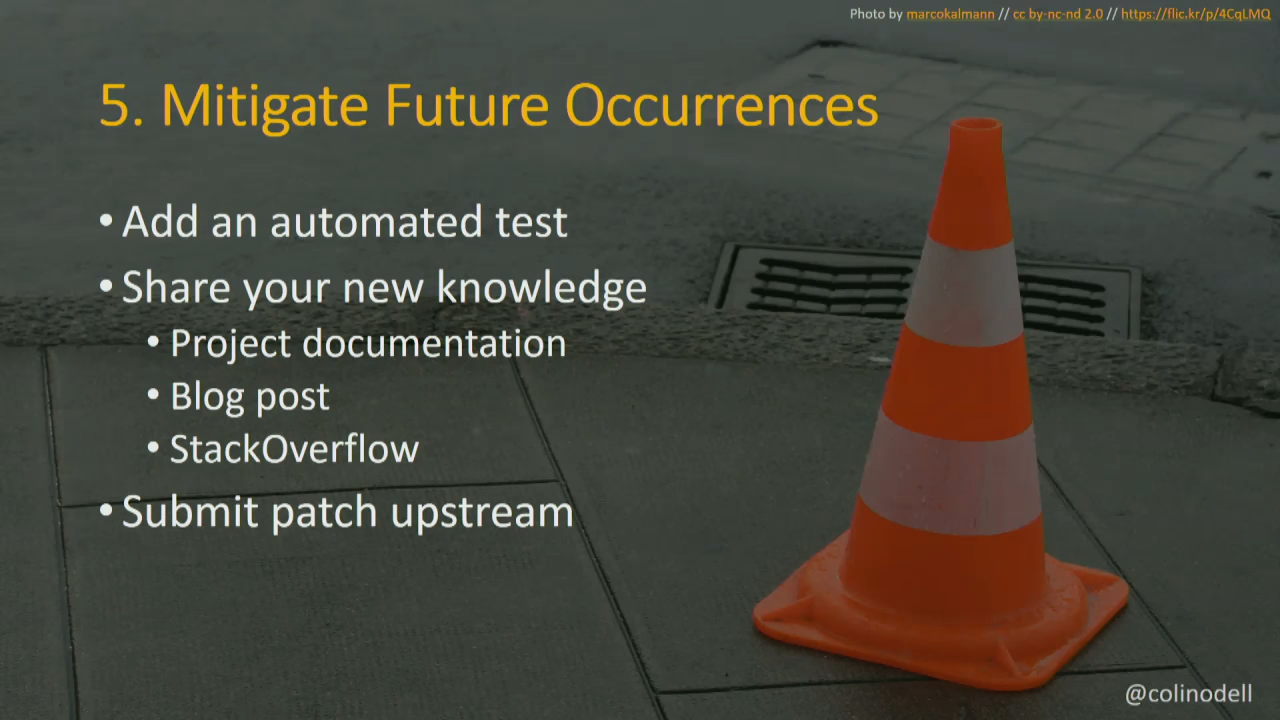 Photo by marcokalmann // cc by-nc-nd 2.0 // https://flic.kr/p/4CqLMQ
5. Mitigate Future Occurrences
• Add an automated test
• Share your new knowledge
• Project documentation
• Blog post
• StackOverflow
• Submit patch upstream
@colinodell